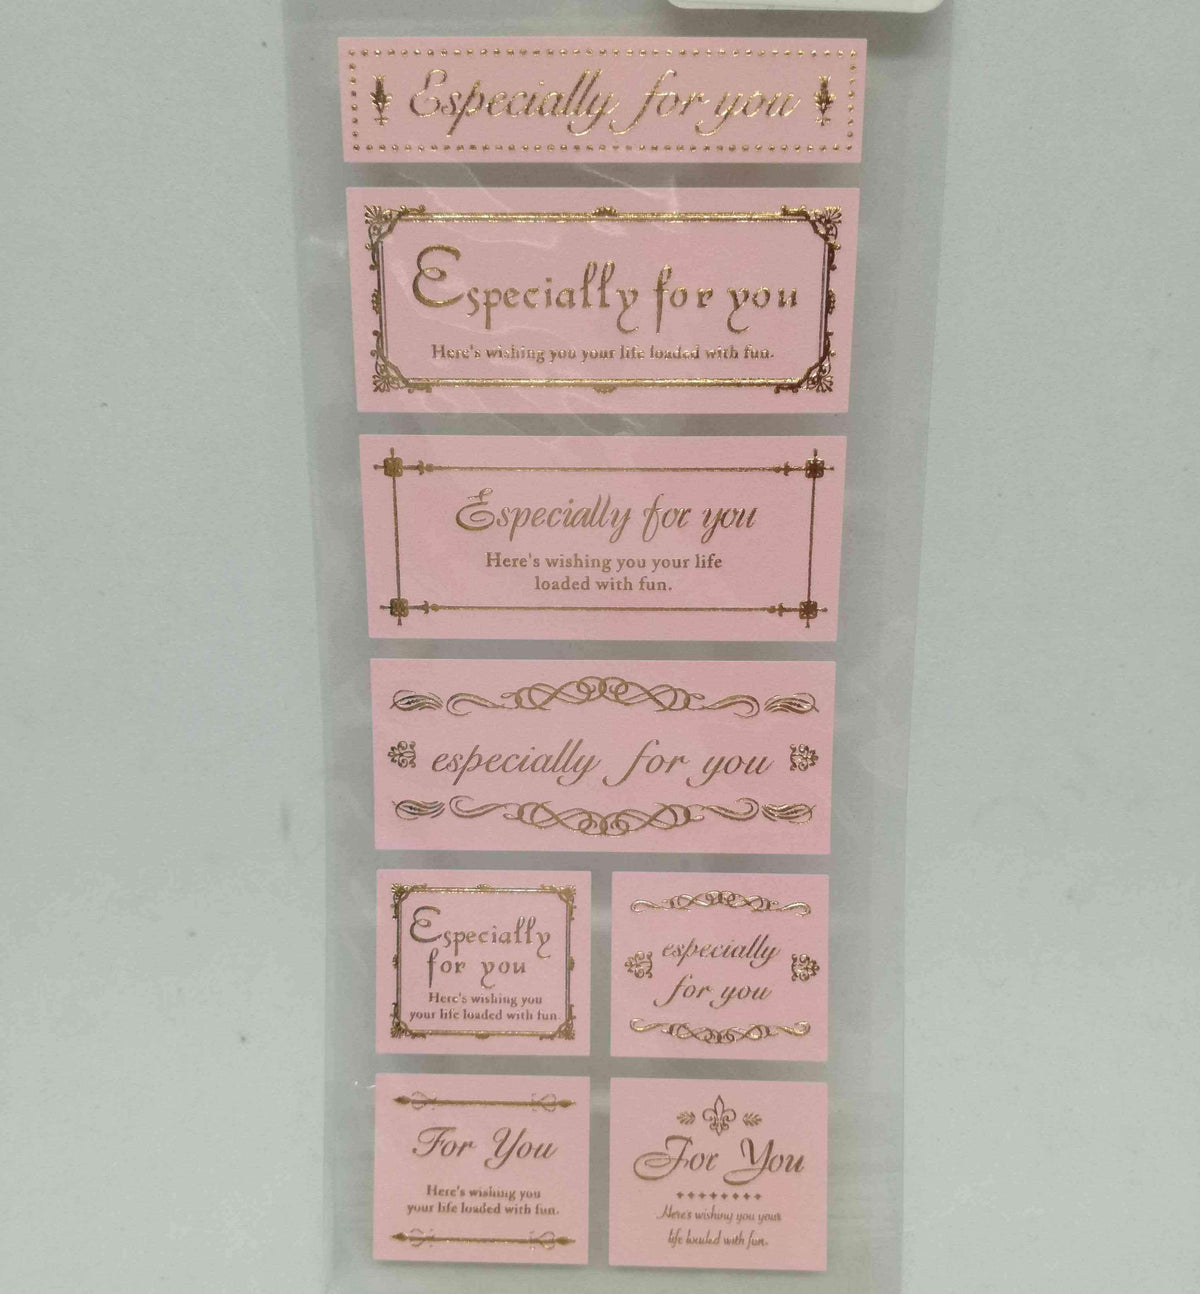 Especially for you
Especially for you
Here's wishing you your life loaded with fun.
Especially for you
Here's wishing you your life
loaded with fun.
especially for you
Especially
for you
Here's wishing you
your life loaded with fun
especially
for you
For You
Here's wishing you
your life loaded with fun.
For You
Here's wishing you your
life loaded with fun.